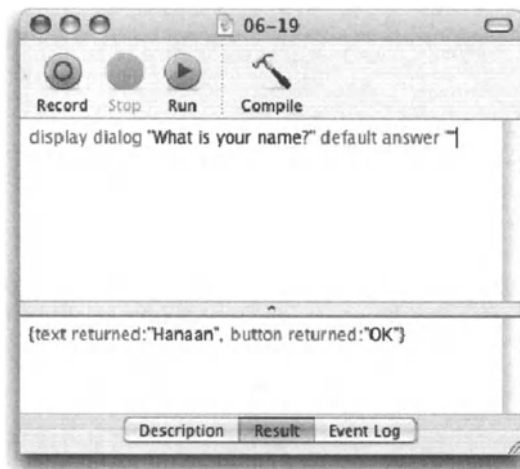 06-19
Record Stop Run Compile
display dialog "What is your name?" default answer ""
{text returned:"Hanaan", button returned:"OK"}
Description Result Event Log